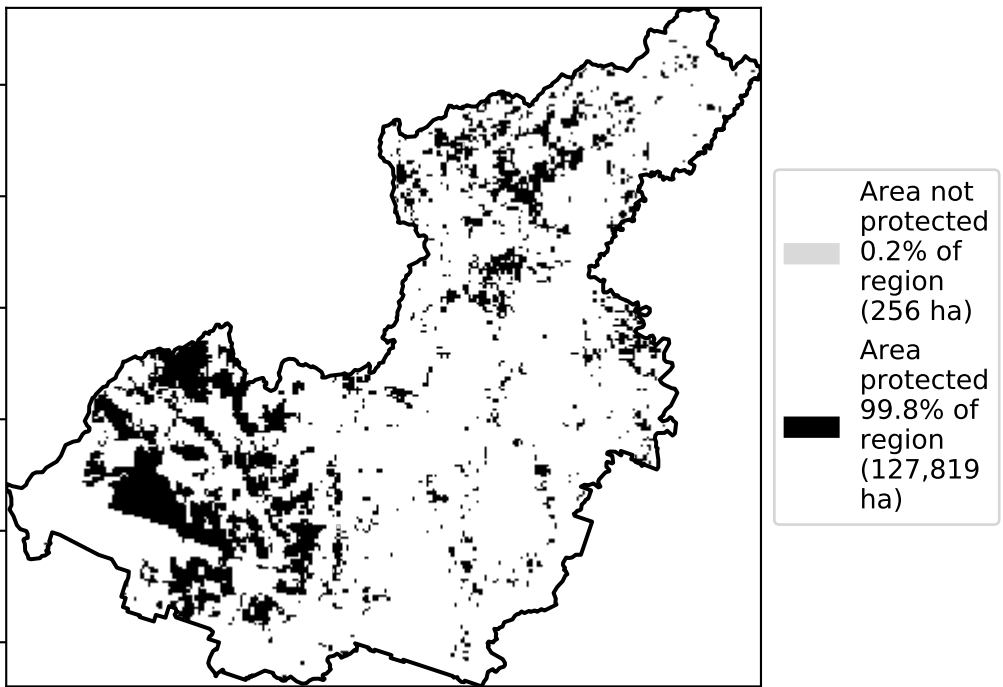 Area not
protected
0.2% of
region
(256 ha)
Area
protected
99.8% of
region
(127,819
ha)